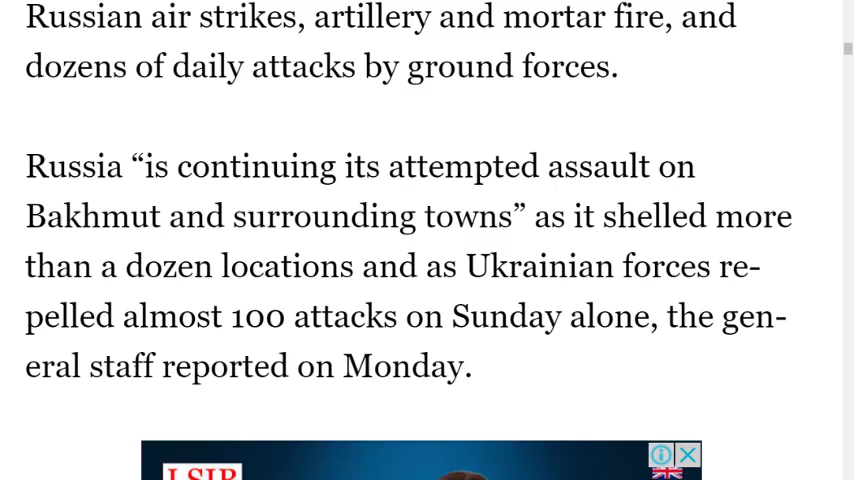 Russian air strikes, artillery and mortar fire, and
dozens of daily attacks by ground forces.
Russia “is continuing its attempted assault on
Bakhmut and surrounding towns” as it shelled more
than a dozen locations and as Ukrainian forces re-
pelled almost 100 attacks on Sunday alone, the gen-
eral staff reported on Monday.